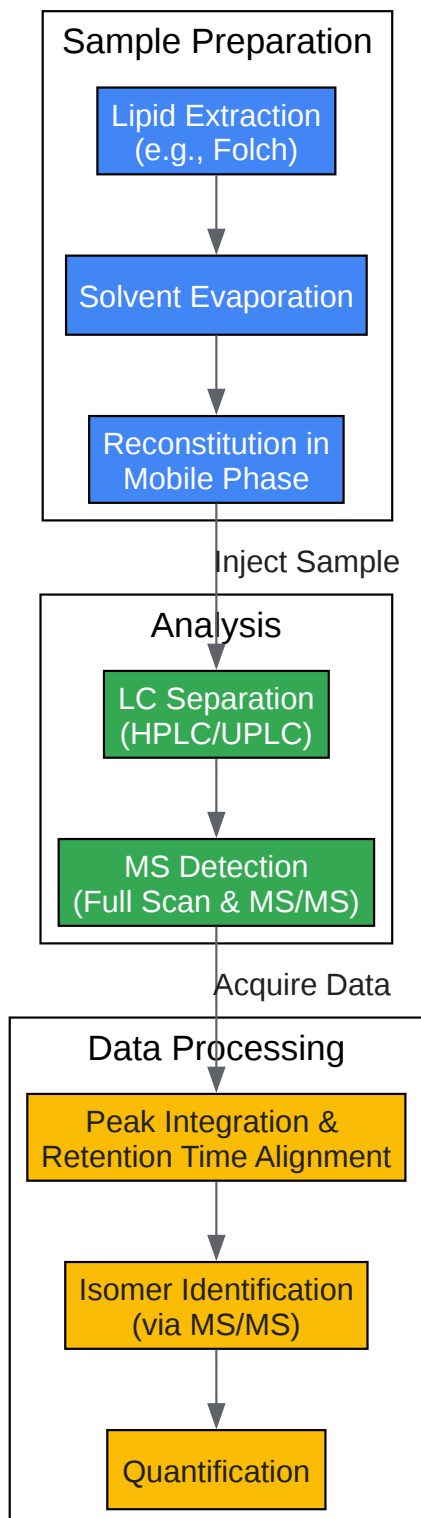 Sample Preparation
Lipid Extraction
(e.g., Folch)
Solvent Evaporation
Reconstitution in
Mobile Phase
Inject Sample
Analysis
LC Separation
(HPLC/UPLC)
MS Detection
(Full Scan & MS/MS)
Acquire Data
Data Processing
Peak Integration &
Retention Time Alignment
Isomer Identification
(via MS/MS)
Quantification